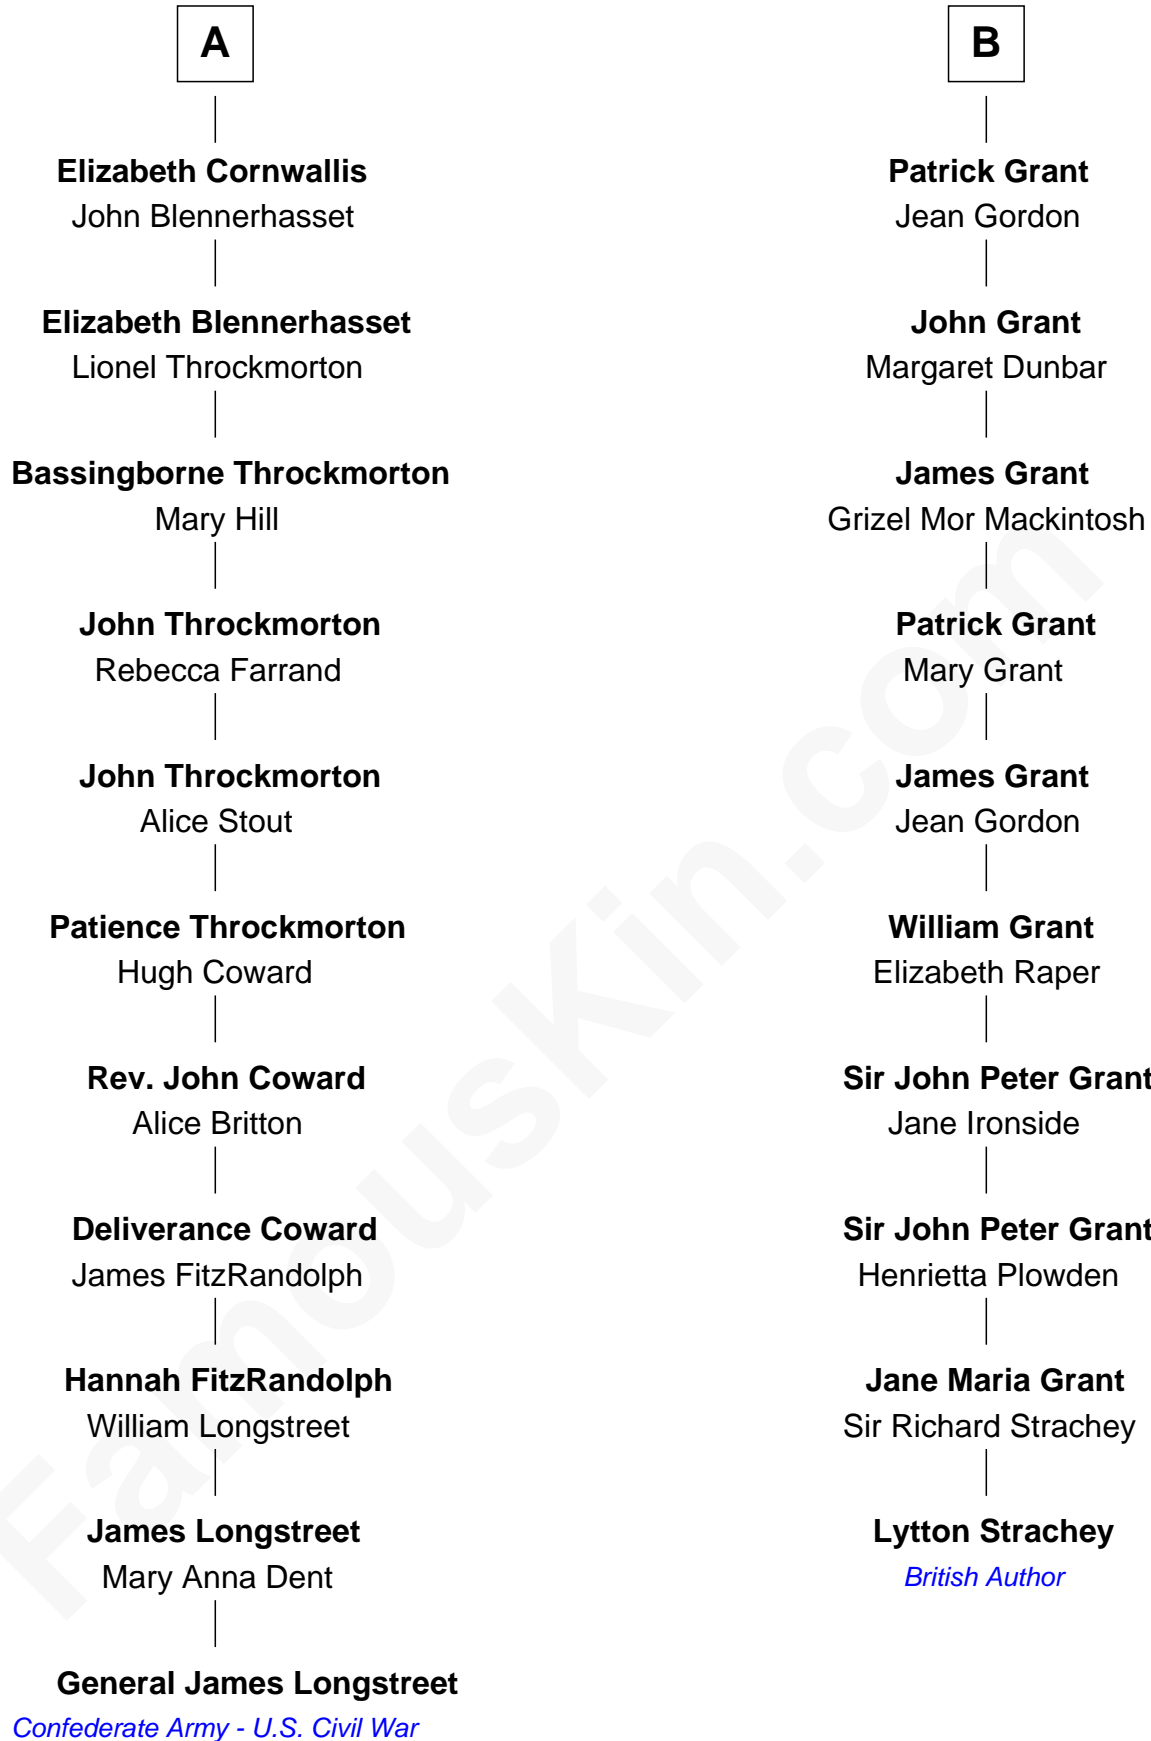 A
Elizabeth Cornwallis
John Blennerhasset
Elizabeth Blennerhasset
Lionel Throckmorton
Bassingborne Throckmorton
Mary Hill
John Throckmorton
Rebecca Farrand
John Throckmorton
Alice Stout
Patience Throckmorton
Hugh Coward
Rev. John Coward
Alice Britton
Deliverance Coward
James FitzRandolph
Hannah FitzRandolph
William Longstreet
James Longstreet
Mary Anna Dent
General James Longstreet
Confederate Army - U.S. Civil War
B
Patrick Grant
Jean Gordon
John Grant
Margaret Dunbar
James Grant
Grizel Mor Mackintosh
Patrick Grant
Mary Grant
James Grant
Jean Gordon
William Grant
Elizabeth Raper
Sir John Peter Grant
Jane Ironside
Sir John Peter Grant
Henrietta Plowden
Jane Maria Grant
Sir Richard Strachey
Lytton Strachey
British Author
FamousKin.com